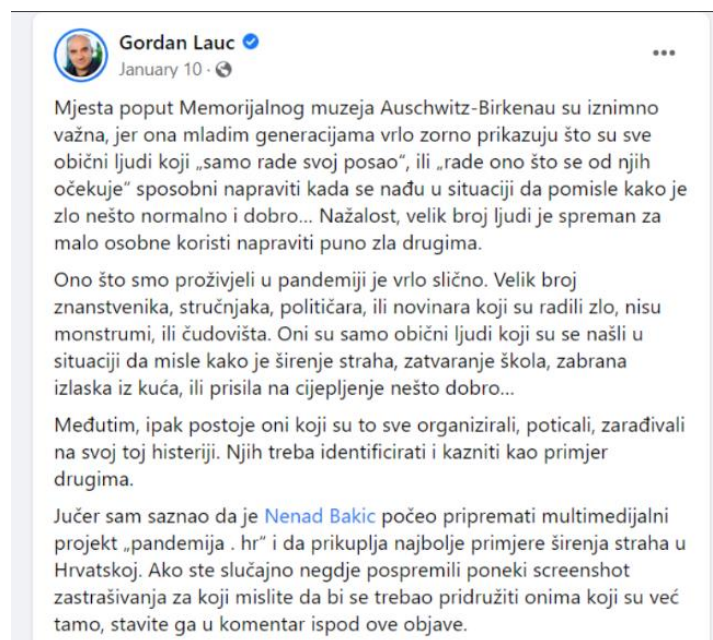 Gordan Lauc
January 10 ·
Mjesta poput Memorijalnog muzeja Auschwitz-Birkenau su iznimno
važna, jer ona mladim generacijama vrlo zorno prikazuju što su sve
obični ljudi koji „samo rade svoj posao“, ili „rade ono što se od njih
očekuje“ sposobni napraviti kada se nađu u situaciji da pomisle kako je
zlo nešto normalno i dobro... Nažalost, velik broj ljudi je spreman za
malo osobne koristi napraviti puno zla drugima.
Ono što smo proživjeli u pandemiji je vrlo slično. Velik broj
znanstvenika, stručnjaka, političara, ili novinara koji su radili zlo, nisu
monstrumi, ili čudovišta. Oni su samo obični ljudi koji su se našli u
situaciji da misle kako je širenje straha, zatvaranje škola, zabrana
izlaska iz kuća, ili prisila na cijepljenje nešto dobro...
Međutim, ipak postoje oni koji su to sve organizirali, poticali, zarađivali
na svoj toj histeriji. Njih treba identificirati i kazniti kao primjer
drugima.
Jučer sam saznao da je Nenad Bakic počeo pripremati multimedijalni
projekt „pandemija . hr“ i da prikuplja najbolje primjere širenja straha u
Hrvatskoj. Ako ste slučajno negdje pospremili poneki screenshot
zastrašivanja za koji mislite da bi se trebao pridružiti onima koji su već
tamo, stavite ga u komentar ispod ove objave.